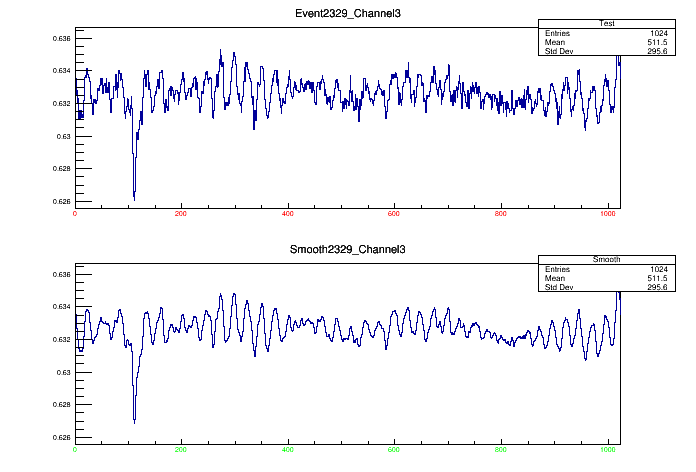 Event2329_Channel3
Test
Entries 1024
Mean 511.5
Std Dev 295.6
0.636
0.634
0.632
0.63
0.628
0.626
0 200 400 600 800 1000
Smooth2329_Channel3
Smooth
Entries 1024
Mean 511.5
Std Dev 295.6
0.636
0.634
0.632
0.63
0.628
0.626
0 200 400 600 800 1000